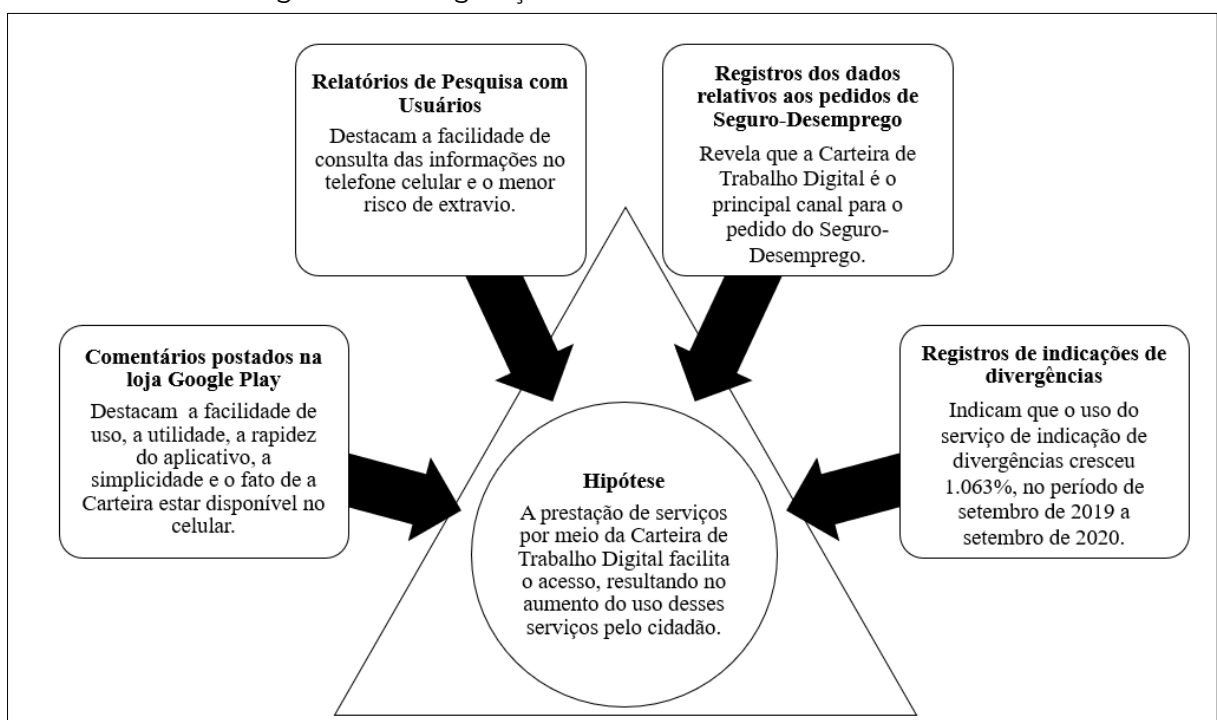 Relatórios de Pesquisa com
Usuários
Destacam a facilidade de
consulta das informações no
telefone celular e o menor
risco de extravio.
Registros dos dados
relativos aos pedidos de
Seguro-Desemprego
Revela que a Carteira de
Trabalho Digital é o
principal canal para o
pedido do Seguro-
Desemprego.
Comentários postados na
loja Google Play
Destacam a facilidade de
uso, a utilidade, a rapidez
do aplicativo, a
simplicidade e o fato de a
Carteira estar disponível no
celular.
Registros de indicações de
divergências
Indicam que o uso do
serviço de indicação de
divergências cresceu
1.063%, no período de
setembro de 2019 a
setembro de 2020.
Hipótese
A prestação de serviços
por meio da Carteira de
Trabalho Digital facilita
o acesso, resultando no
aumento do uso desses
serviços pelo cidadão.